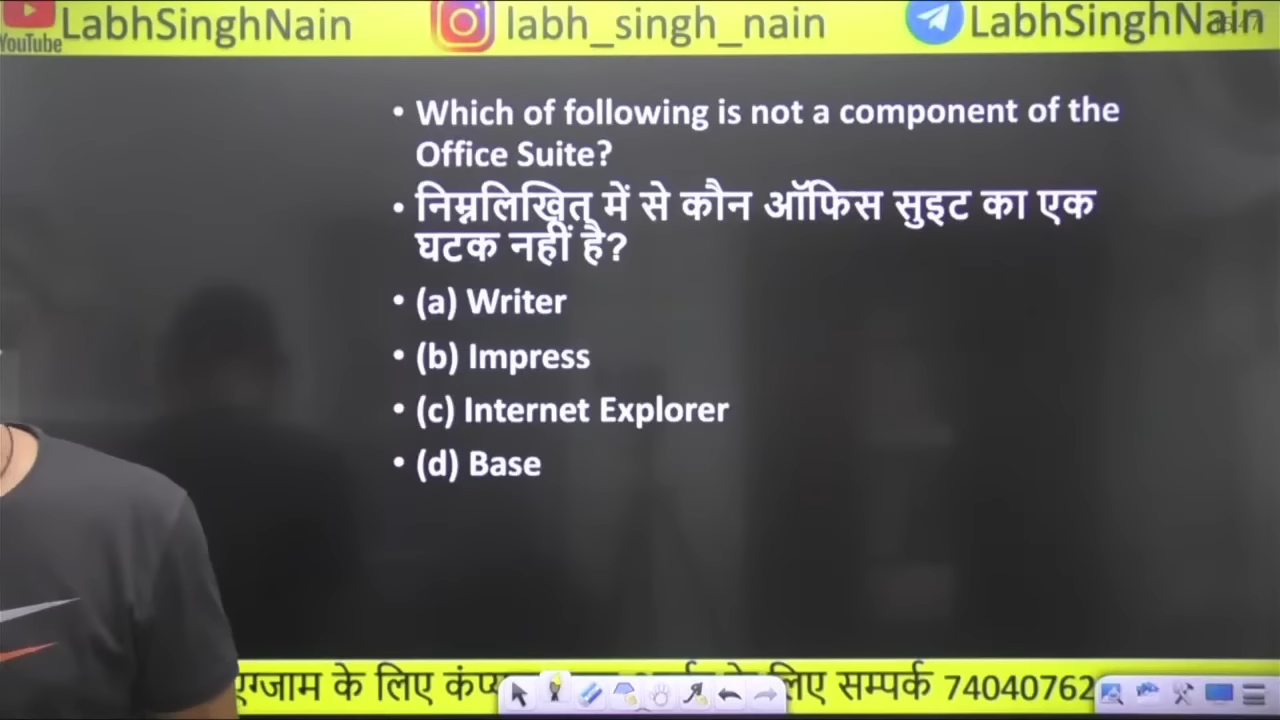 YouTube LabhSinghNain labh_singh_nain LabhSinghNain
• Which of following is not a component of the
Office Suite?
• निम्नलिखित में से कौन ऑफिस सुइट का एक
घटक नहीं है?
• (a) Writer
• (b) Impress
• (c) Internet Explorer
• (d) Base
एग्जाम के लिए सम्पर्क 74040762